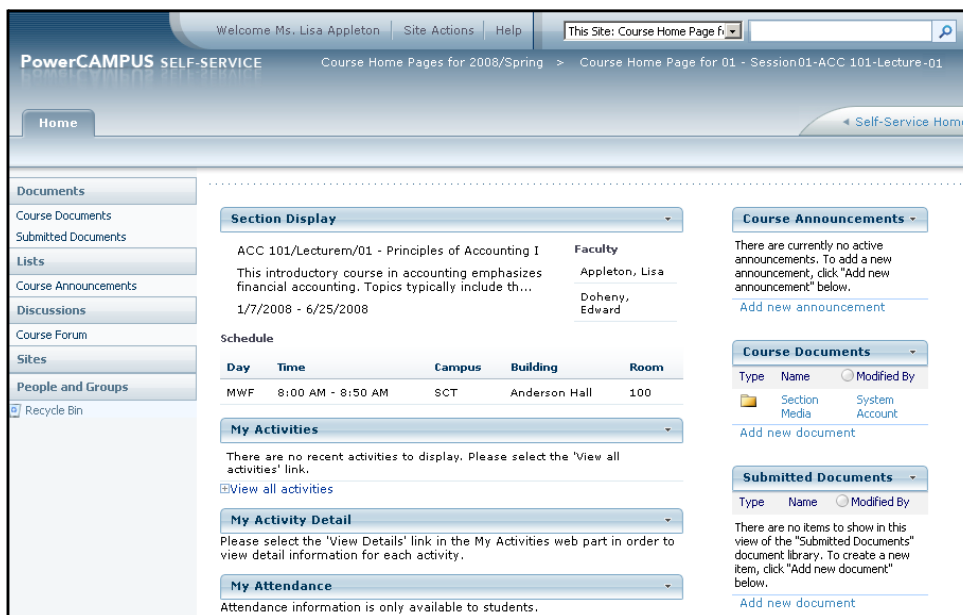 Welcome Ms. Lisa Appleton Site Actions Help This Site: Course Home Page f
PowerCAMPUS SELF-SERVICE
Course Home Pages for 2008/Spring > Course Home Page for 01 - Session01-ACC 101-Lecture-01
Home
Self-Service Home
Documents
Course Documents
Submitted Documents
Lists
Course Announcements
Discussions
Course Forum
Sites
People and Groups
Recycle Bin
Section Display
ACC 101/Lecturem/01 - Principles of Accounting I
This introductory course in accounting emphasizes
financial accounting. Topics typically include th...
1/7/2008 - 6/25/2008
Faculty
Appleton, Lisa
Doheny,
Edward
Schedule
Day Time Campus Building Room
MWF 8:00 AM - 8:50 AM SCT Anderson Hall 100
My Activities
There are no recent activities to display. Please select the 'View all
activities' link.
View all activities
My Activity Detail
Please select the 'View Details' link in the My Activities web part in order to
view detail information for each activity.
My Attendance
Attendance information is only available to students.
Course Announcements
There are currently no active
announcements. To add a new
announcement, click "Add new
announcement" below.
Add new announcement
Course Documents
Type Name Modified By
Section System
Media Account
Add new document
Submitted Documents
Type Name Modified By
There are no items to show in this
view of the "Submitted Documents"
document library. To create a new
item, click "Add new document"
below.
Add new document